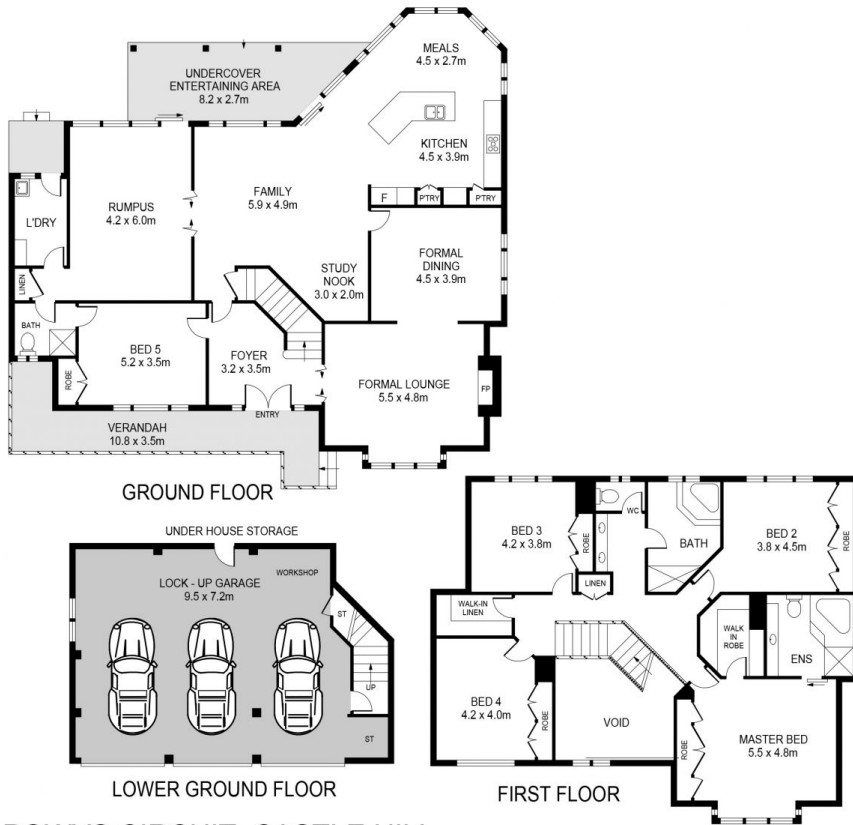 MEALS
4.5 x 2.7m
UNDERCOVER
ENTERTAINING AREA
8.2 x 2.7m
KITCHEN
4.5 x 3.9m
F
P'TRY
P'TRY
RUMPUS
4.2 x 6.0m
FAMILY
5.9 x 4.9m
L'DRY
LINEN
STUDY
NOOK
3.0 x 2.0m
FORMAL
DINING
4.5 x 3.9m
BATH
BED 5
5.2 x 3.5m
ROBE
FOYER
3.2 x 3.5m
FORMAL LOUNGE
5.5 x 4.8m
FP
ENTRY
VERANDAH
10.8 x 3.5m
GROUND FLOOR
UNDER HOUSE STORAGE
LOCK - UP GARAGE
9.5 x 7.2m
WORKSHOP
ST
UP
ST
LOWER GROUND FLOOR
BED 3
4.2 x 3.8m
ROBE
WC
BATH
BED 2
3.8 x 4.5m
ROBE
LINEN
WALK-IN
LINEN
WALK
IN
ROBE
ENS
BED 4
4.2 x 4.0m
ROBE
VOID
ROBE
MASTER BED
5.5 x 4.8m
FIRST FLOOR